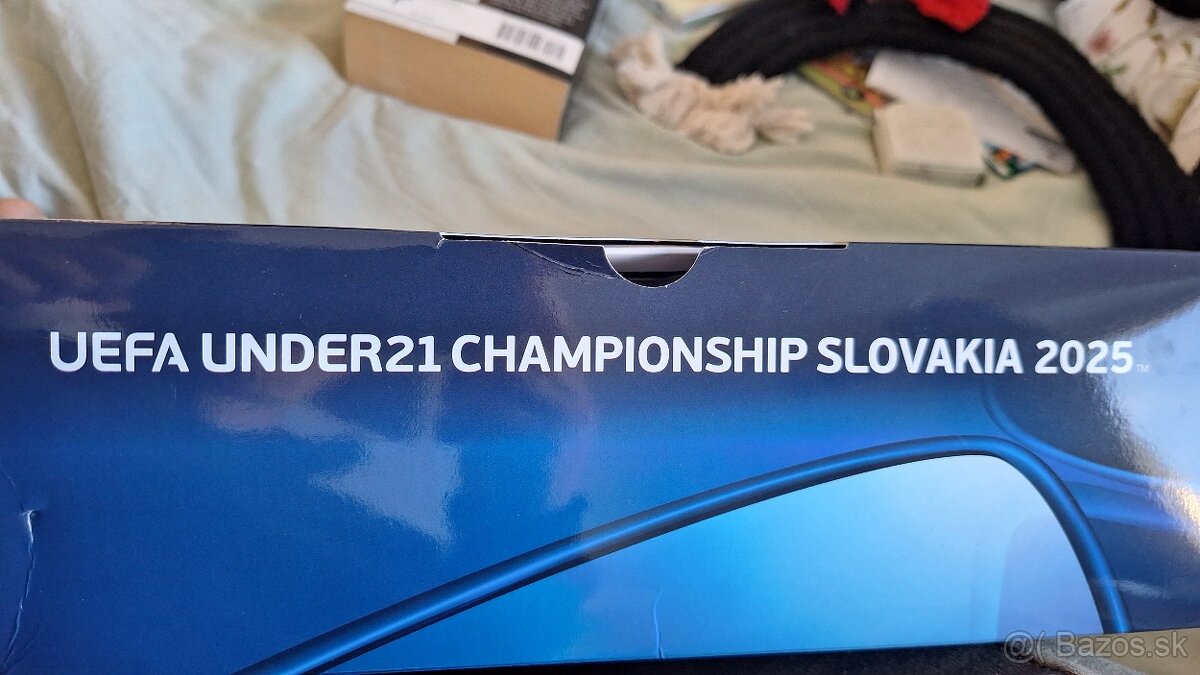 UEFA UNDER21 CHAMPIONSHIP SLOVAKIA 2025™
@( Bazos.sk